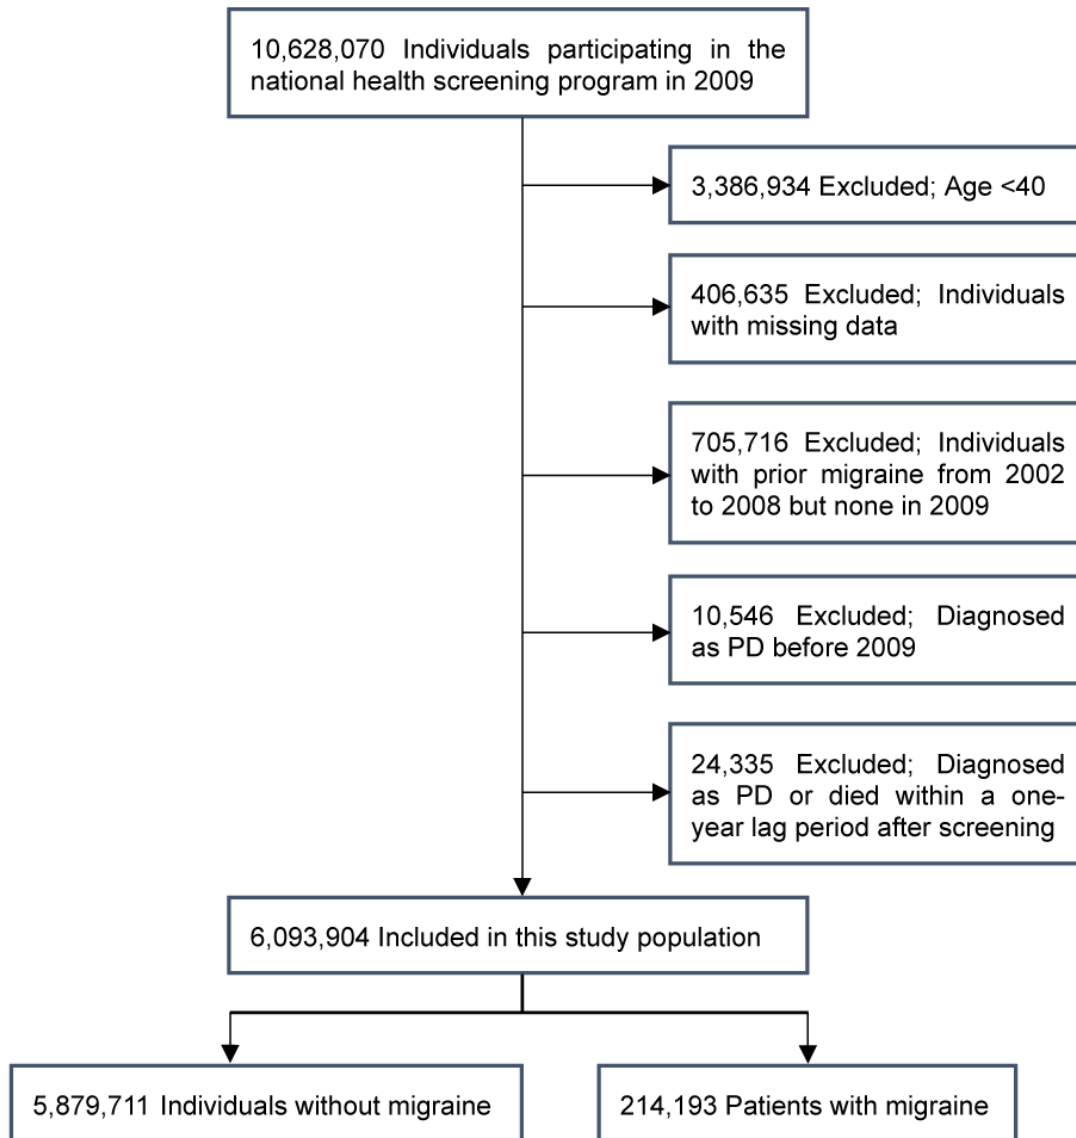 10,628,070 Individuals participating in the
national health screening program in 2009
3,386,934 Excluded; Age <40
406,635 Excluded; Individuals
with missing data
705,716 Excluded; Individuals
with prior migraine from 2002
to 2008 but none in 2009
10,546 Excluded; Diagnosed
as PD before 2009
24,335 Excluded; Diagnosed
as PD or died within a one-
year lag period after screening
6,093,904 Included in this study population
5,879,711 Individuals without migraine
214,193 Patients with migraine